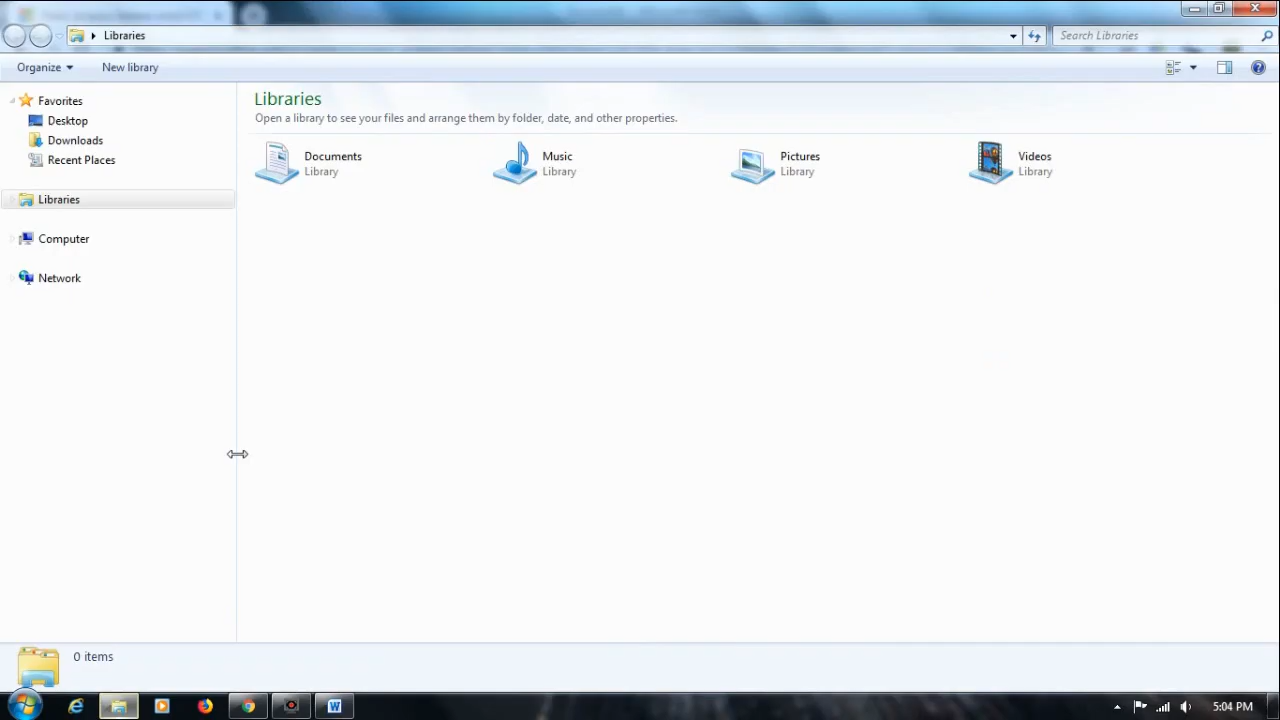 Libraries
Search Libraries
Organize
New library
Favorites
Desktop
Downloads
Recent Places
Libraries
Computer
Network
Libraries
Open a library to see your files and arrange them by folder, date, and other properties.
Documents
Library
Music
Library
Pictures
Library
Videos
Library
0 items
5:04 PM